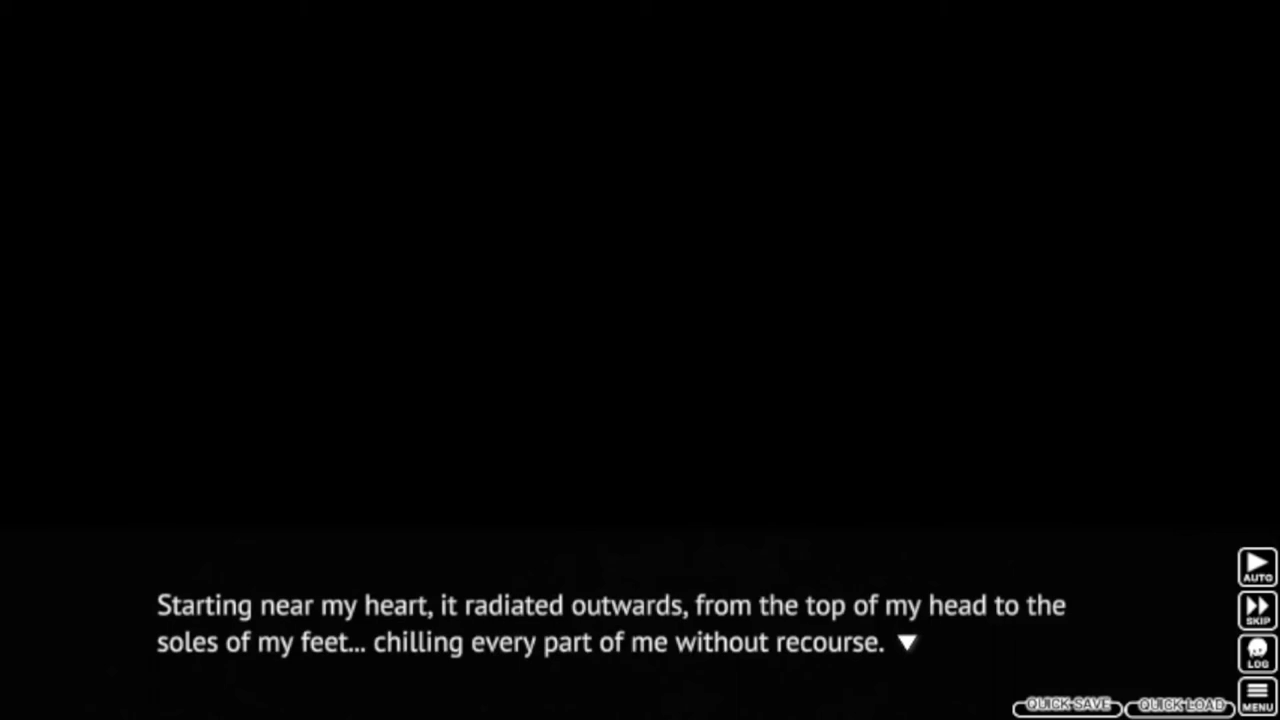 Starting near my heart, it radiated outwards, from the top of my head to the
soles of my feet... chilling every part of me without recourse.
AUTO
SKIP
LOG
MENU
QUICK SAVE QUICK LOAD